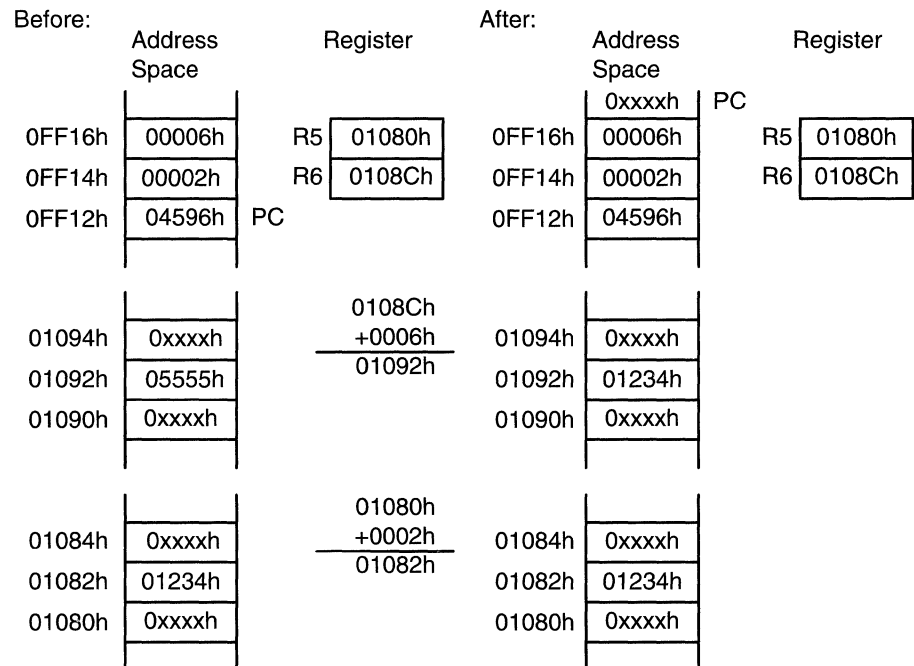 Before: After:
Address Register Address Register
Space Space
0xxxxh PC
0FF16h 00006h R5 01080h 0FF16h 00006h R5 01080h
0FF14h 00002h R6 0108Ch 0FF14h 00002h R6 0108Ch
0FF12h 04596h PC 0FF12h 04596h
0108Ch
01094h 0xxxxh +0006h 01094h 0xxxxh
01092h 05555h 01092h 01092h 01234h
01090h 0xxxxh 01090h 0xxxxh
01080h
01084h 0xxxxh +0002h 01084h 0xxxxh
01082h 01234h 01082h 01082h 01234h
01080h 0xxxxh 01080h 0xxxxh